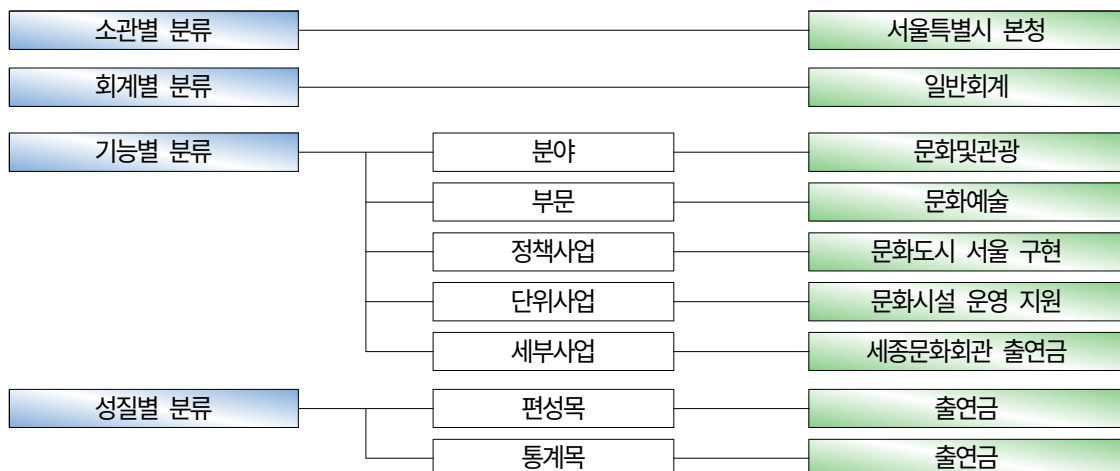 소관별 분류 서울특별시 본청
회계별 분류 일반회계
기능별 분류 분야 문화및관광
부문 문화예술
정책사업 문화도시 서울 구현
단위사업 문화시설 운영 지원
세부사업 세종문화회관 출연금
성질별 분류 편성목 출연금
통계목 출연금